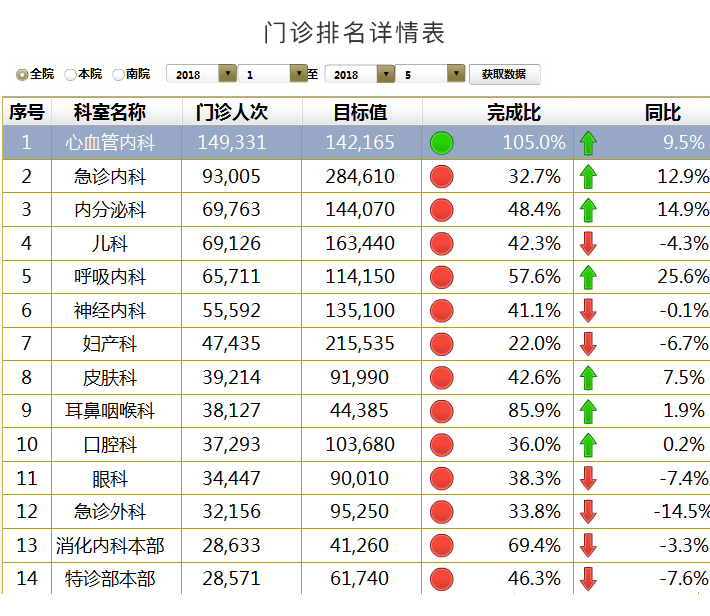 门诊排名详情表
全院 本院 南院 2018 1 至 2018 5 获取数据
序号 科室名称 门诊人次 目标值 完成比 同比
1 心血管内科 149,331 142,165 105.0% 9.5%
2 急诊内科 93,005 284,610 32.7% 12.9%
3 内分泌科 69,763 144,070 48.4% 14.9%
4 儿科 69,126 163,440 42.3% -4.3%
5 呼吸内科 65,711 114,150 57.6% 25.6%
6 神经内科 55,592 135,100 41.1% -0.1%
7 妇产科 47,435 215,535 22.0% -6.7%
8 皮肤科 39,214 91,990 42.6% 7.5%
9 耳鼻咽喉科 38,127 44,385 85.9% 1.9%
10 口腔科 37,293 103,680 36.0% 0.2%
11 眼科 34,447 90,010 38.3% -7.4%
12 急诊外科 32,156 95,250 33.8% -14.5%
13 消化内科本部 28,633 41,260 69.4% -3.3%
14 特诊部本部 28,571 61,740 46.3% -7.6%